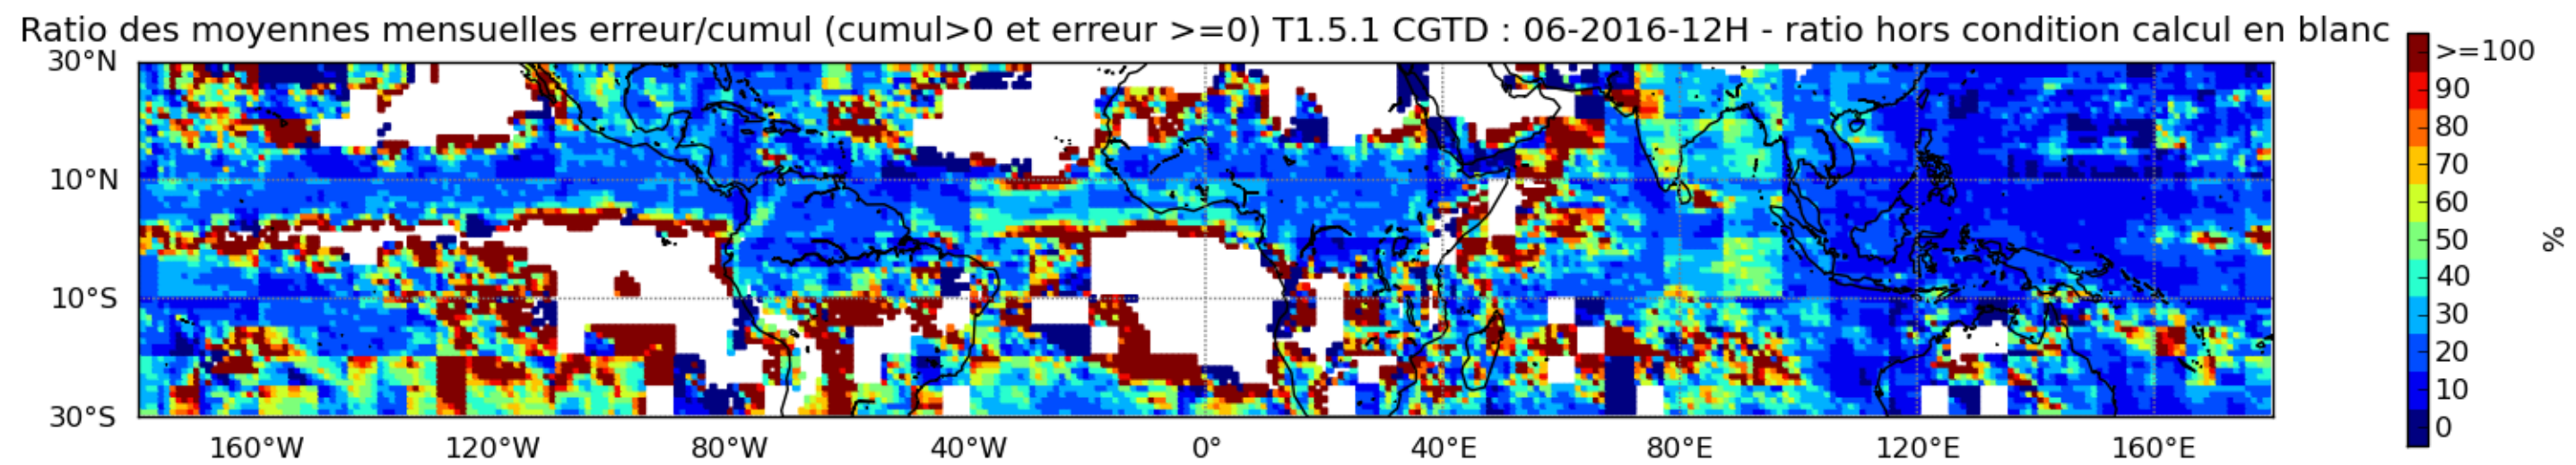 Ratio des moyennes mensuelles erreur/cumul (cumul>0 et erreur >=0) T1.5.1 CGTD : 06-2016-12H - ratio hors condition calcul en blanc
30°N
10°N
10°S
30°S
160°W 120°W 80°W 40°W 0° 40°E 80°E 120°E 160°E
>=100
90
80
70
60
50
40
30
20
10
0
%